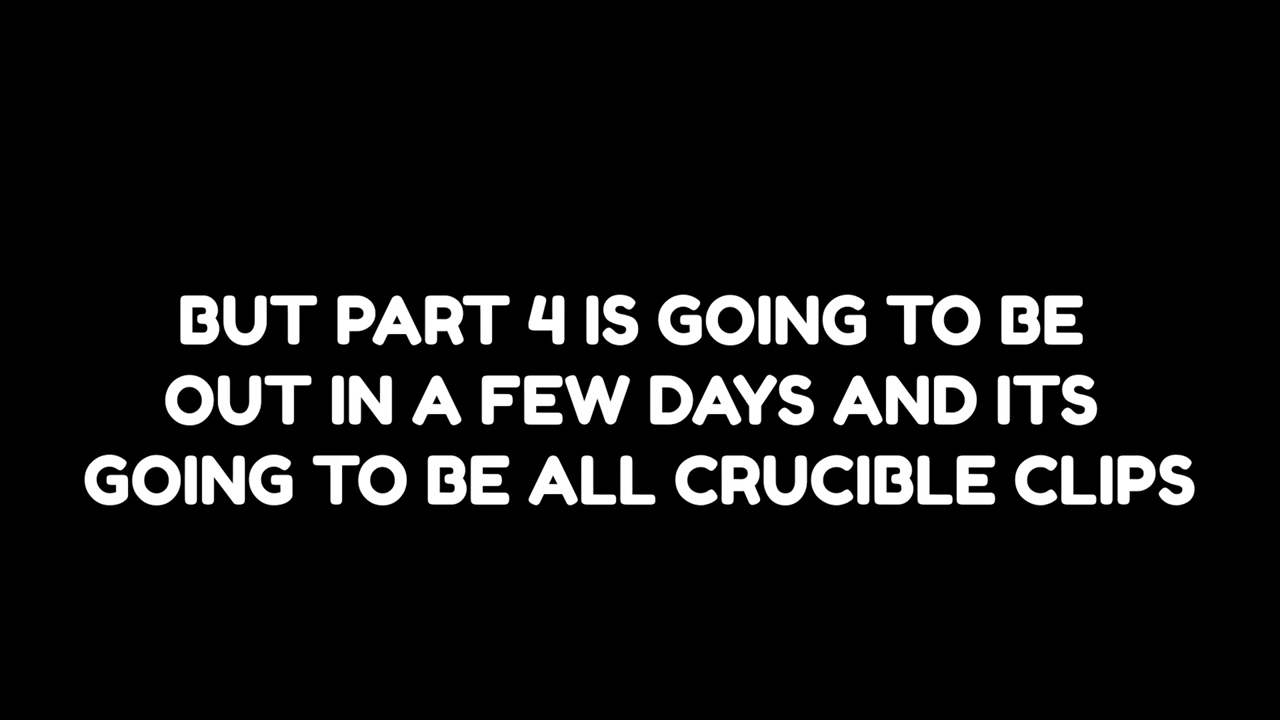 BUT PART 4 IS GOING TO BE
OUT IN A FEW DAYS AND ITS
GOING TO BE ALL CRUCIBLE CLIPS